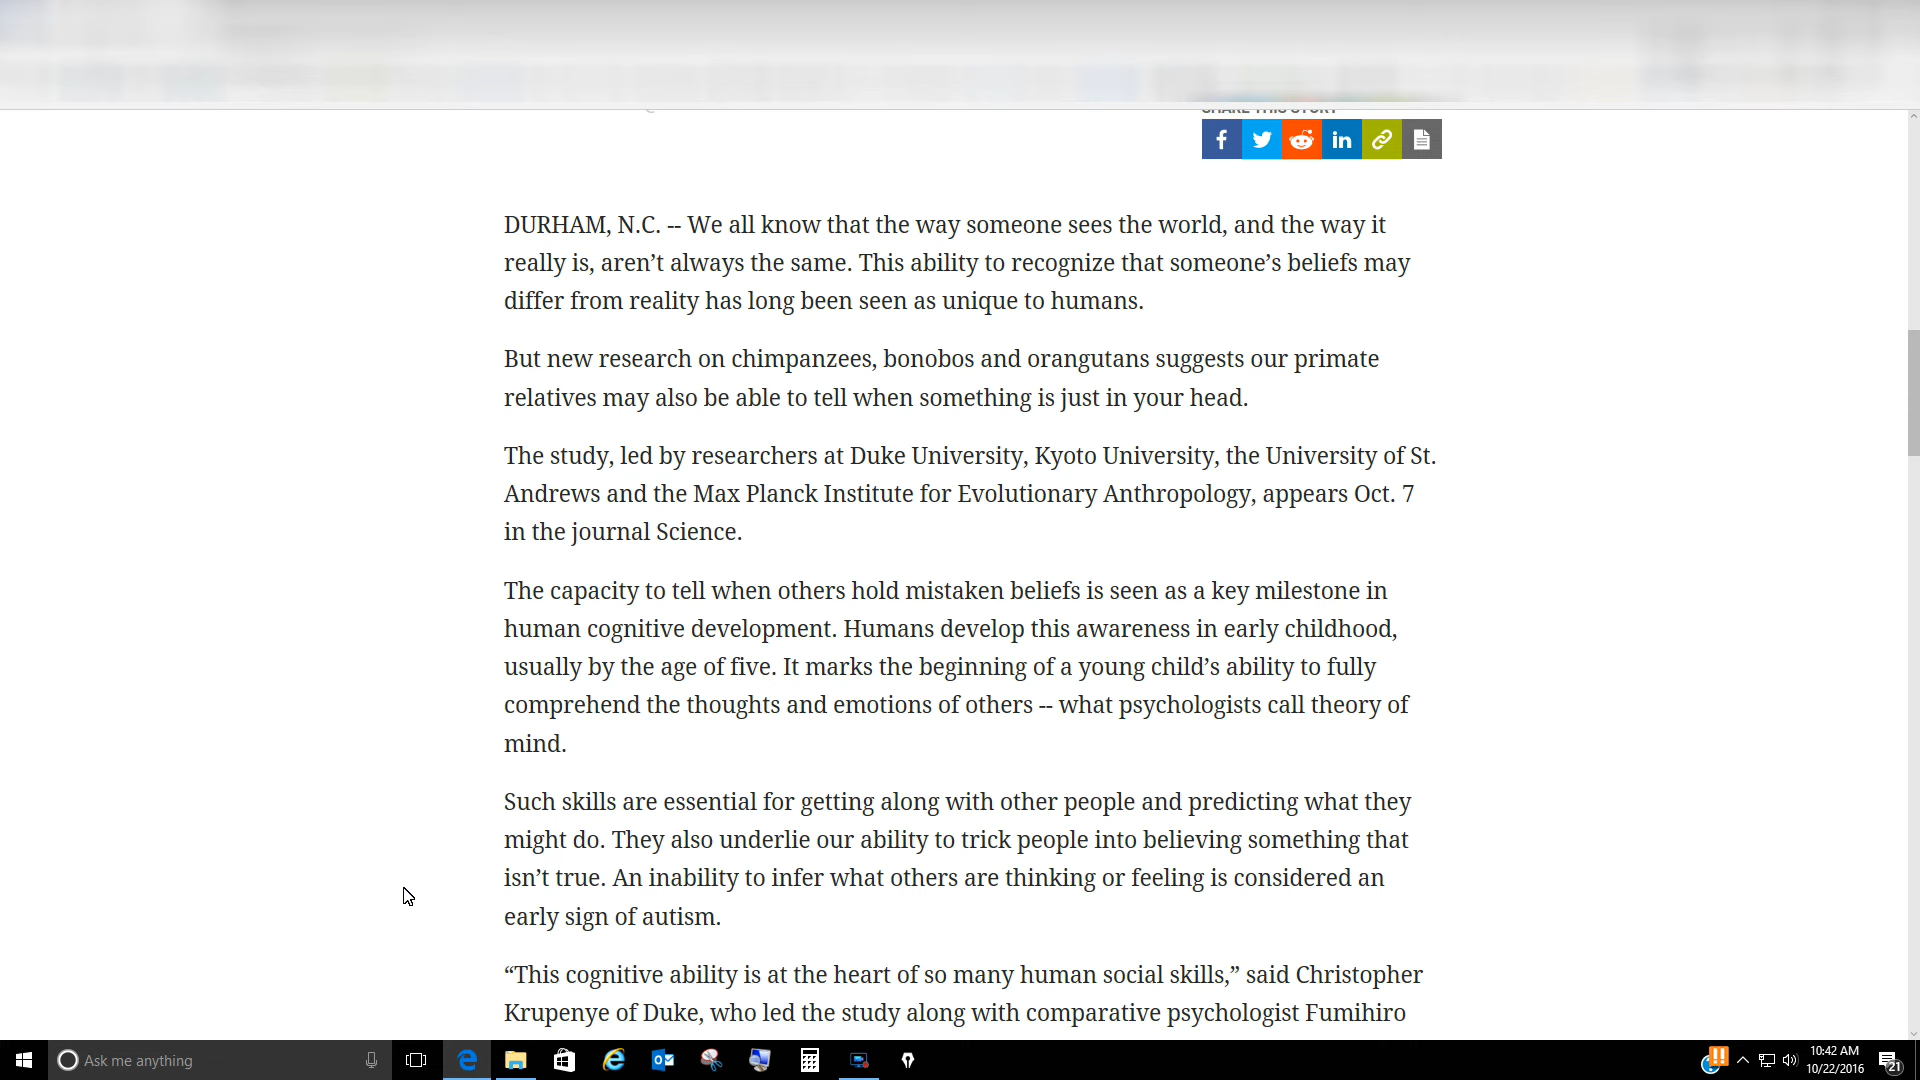 SHARE THIS STORY
DURHAM, N.C. -- We all know that the way someone sees the world, and the way it
really is, aren’t always the same. This ability to recognize that someone’s beliefs may
differ from reality has long been seen as unique to humans.
But new research on chimpanzees, bonobos and orangutans suggests our primate
relatives may also be able to tell when something is just in your head.
The study, led by researchers at Duke University, Kyoto University, the University of St.
Andrews and the Max Planck Institute for Evolutionary Anthropology, appears Oct. 7
in the journal Science.
The capacity to tell when others hold mistaken beliefs is seen as a key milestone in
human cognitive development. Humans develop this awareness in early childhood,
usually by the age of five. It marks the beginning of a young child’s ability to fully
comprehend the thoughts and emotions of others -- what psychologists call theory of
mind.
Such skills are essential for getting along with other people and predicting what they
might do. They also underlie our ability to trick people into believing something that
isn’t true. An inability to infer what others are thinking or feeling is considered an
early sign of autism.
“This cognitive ability is at the heart of so many human social skills,” said Christopher
Krupenye of Duke, who led the study along with comparative psychologist Fumihiro
Ask me anything
10:42 AM
10/22/2016
21